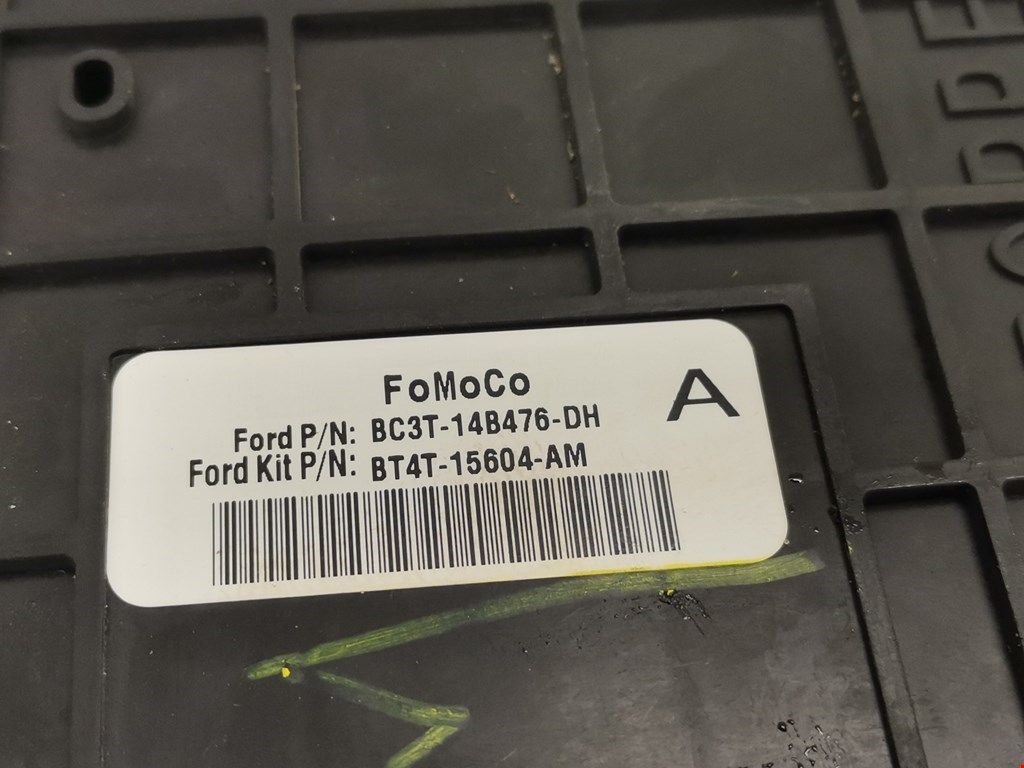 FoMoCo
A
Ford P/N: BC3T-14B476-DH
Ford Kit P/N: BT4T-15604-AM